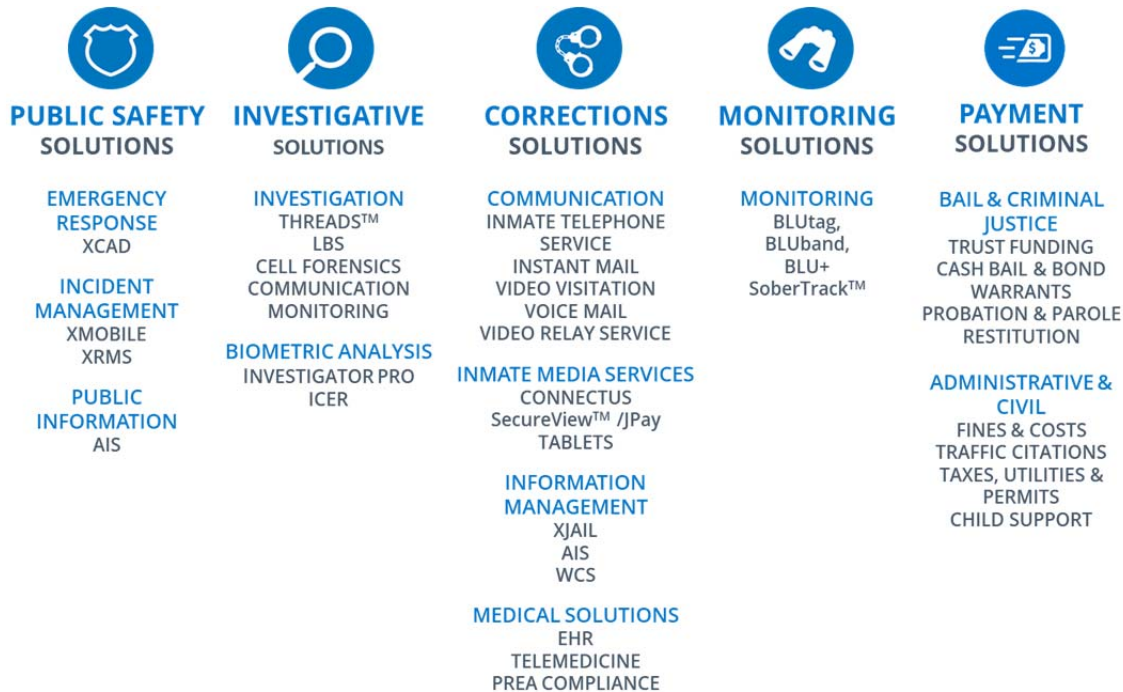 PUBLIC SAFETY
SOLUTIONS
EMERGENCY
RESPONSE
XCAD
INCIDENT
MANAGEMENT
XMOBILE
XRMS
PUBLIC
INFORMATION
AIS
INVESTIGATIVE
SOLUTIONS
INVESTIGATION
THREADS™
LBS
CELL FORENSICS
COMMUNICATION
MONITORING
BIOMETRIC ANALYSIS
INVESTIGATOR PRO
ICER
CORRECTIONS
SOLUTIONS
COMMUNICATION
INMATE TELEPHONE
SERVICE
INSTANT MAIL
VIDEO VISITATION
VOICE MAIL
VIDEO RELAY SERVICE
INMATE MEDIA SERVICES
CONNECTUS
SecureView™ /JPay
TABLETS
INFORMATION
MANAGEMENT
XJAIL
AIS
WCS
MEDICAL SOLUTIONS
EHR
TELEMEDICINE
PREA COMPLIANCE
MONITORING
SOLUTIONS
MONITORING
BLUtag,
BLUband,
BLU+
SoberTrack™
$
PAYMENT
SOLUTIONS
BAIL & CRIMINAL
JUSTICE
TRUST FUNDING
CASH BAIL & BOND
WARRANTS
PROBATION & PAROLE
RESTITUTION
ADMINISTRATIVE &
CIVIL
FINES & COSTS
TRAFFIC CITATIONS
TAXES, UTILITIES &
PERMITS
CHILD SUPPORT